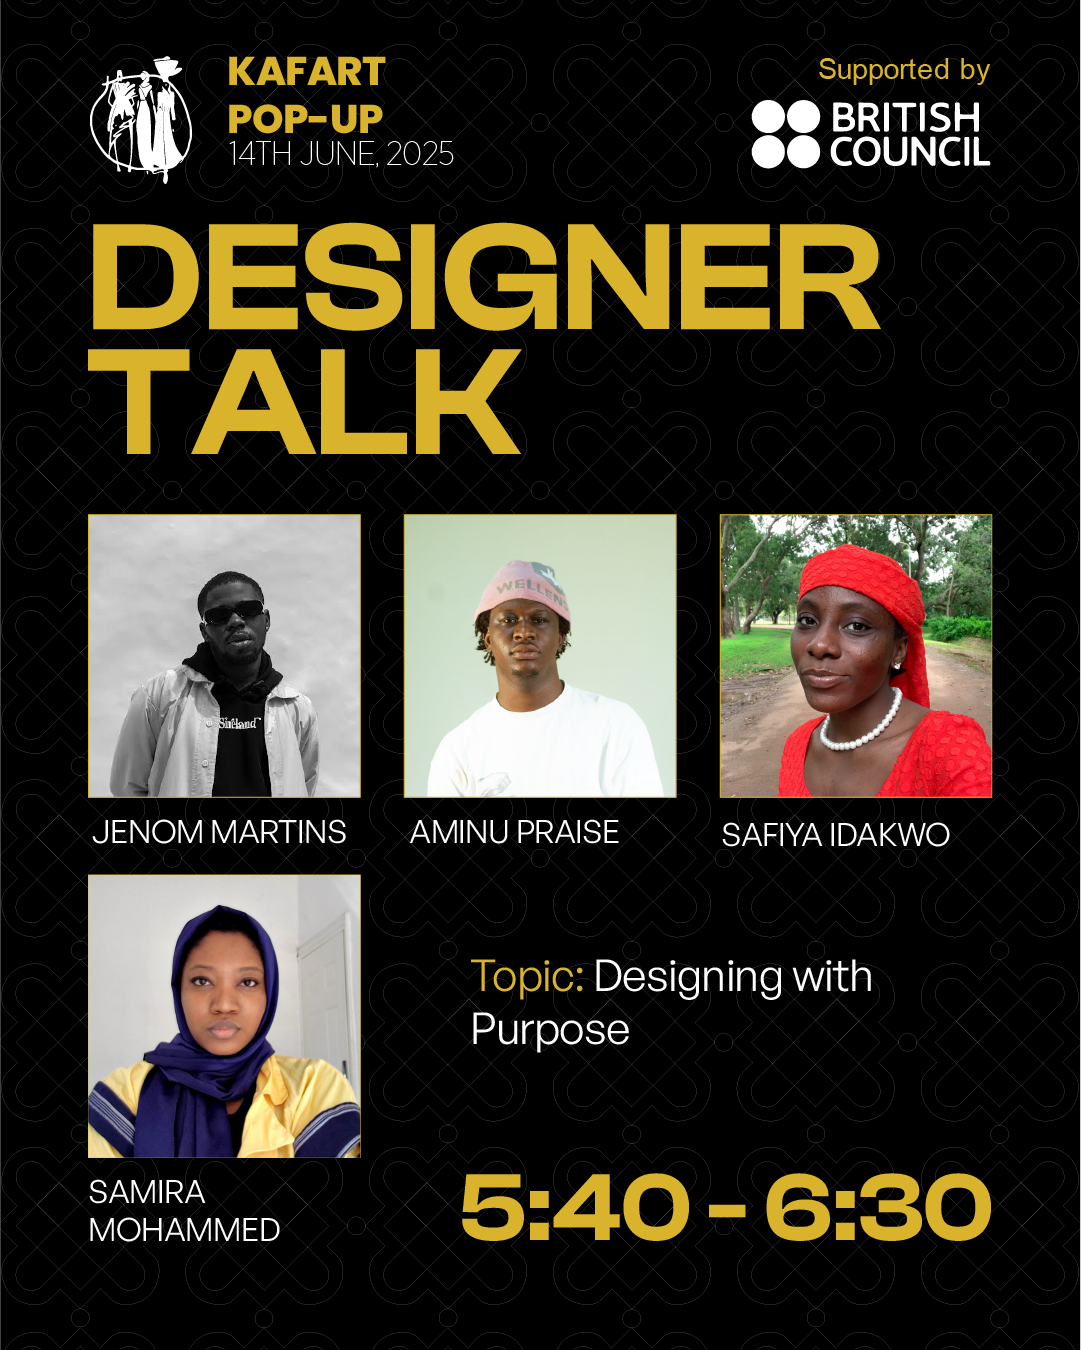 KAFART
POP-UP
14TH JUNE, 2025
Supported by
BRITISH
COUNCIL
DESIGNER
TALK
WELLENS
JENOM MARTINS
AMINU PRAISE
SAFIYA IDAKWO
Topic: Designing with
Purpose
SAMIRA
MOHAMMED
5:40 - 6:30